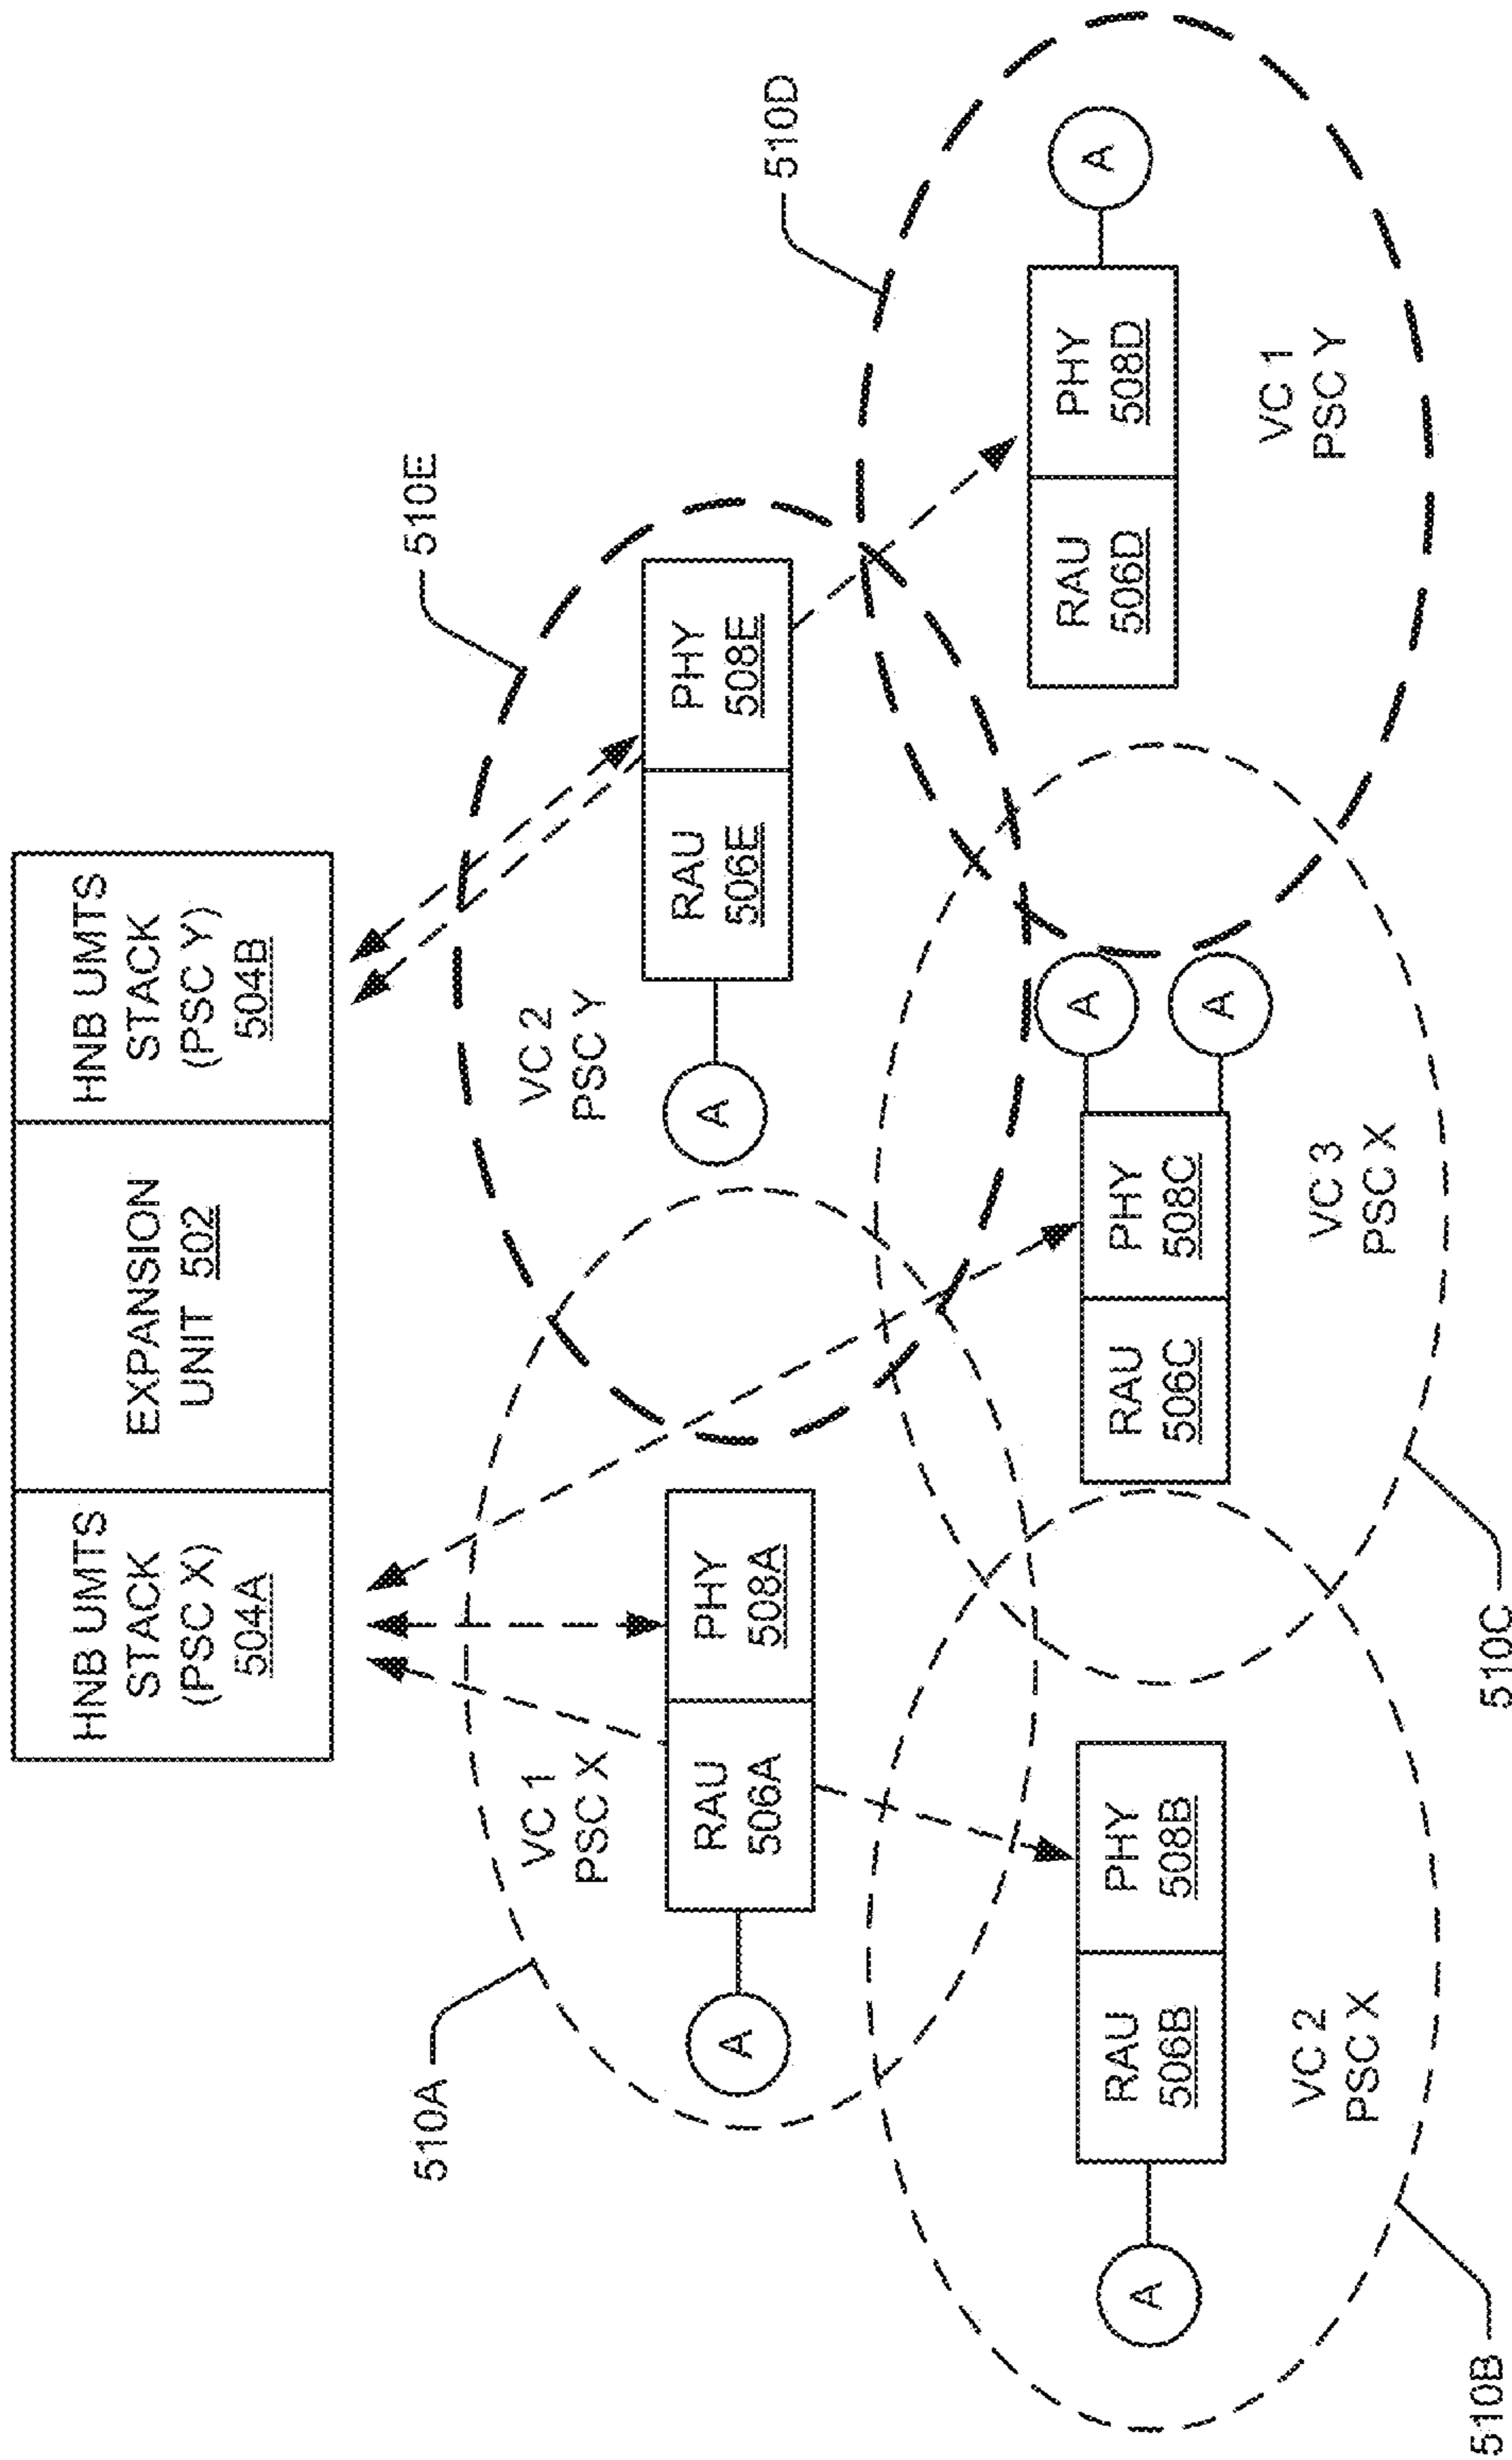 HNB UMTS
STACK
(PSC X)
504A
EXPANSION
UNIT 502
HNB UMTS
STACK
(PSC Y)
504B
510A
VC 1
PSC X
RAU
506A
PHY
508A
A
510E
VC 2
PSC Y
RAU
506E
PHY
508E
A
510D
RAU
506D
PHY
508D
A
VC 1
PSC Y
RAU
506B
PHY
508B
A
VC 2
PSC X
510B
RAU
506C
PHY
508C
A
A
VC 3
PSC X
510C